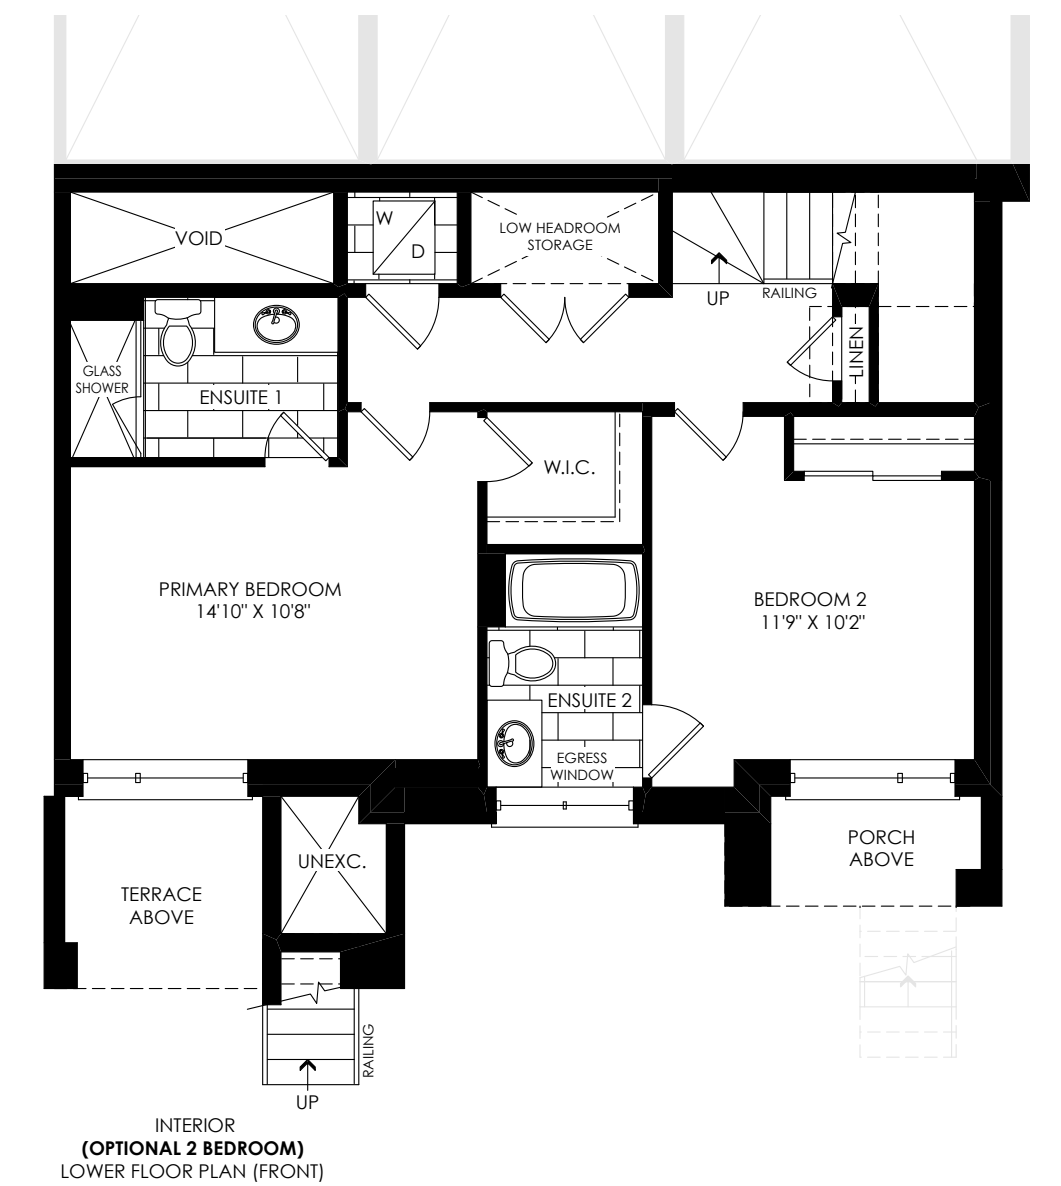 VOID
W
D
LOW HEADROOM
STORAGE
UP
RAILING
LINEN
GLASS
SHOWER
ENSUITE 1
W.I.C.
PRIMARY BEDROOM
14'10" X 10'8"
BEDROOM 2
11'9" X 10'2"
ENSUITE 2
EGRESS
WINDOW
UNEXC.
PORCH
ABOVE
TERRACE
ABOVE
RAILING
UP
INTERIOR
(OPTIONAL 2 BEDROOM)
LOWER FLOOR PLAN (FRONT)